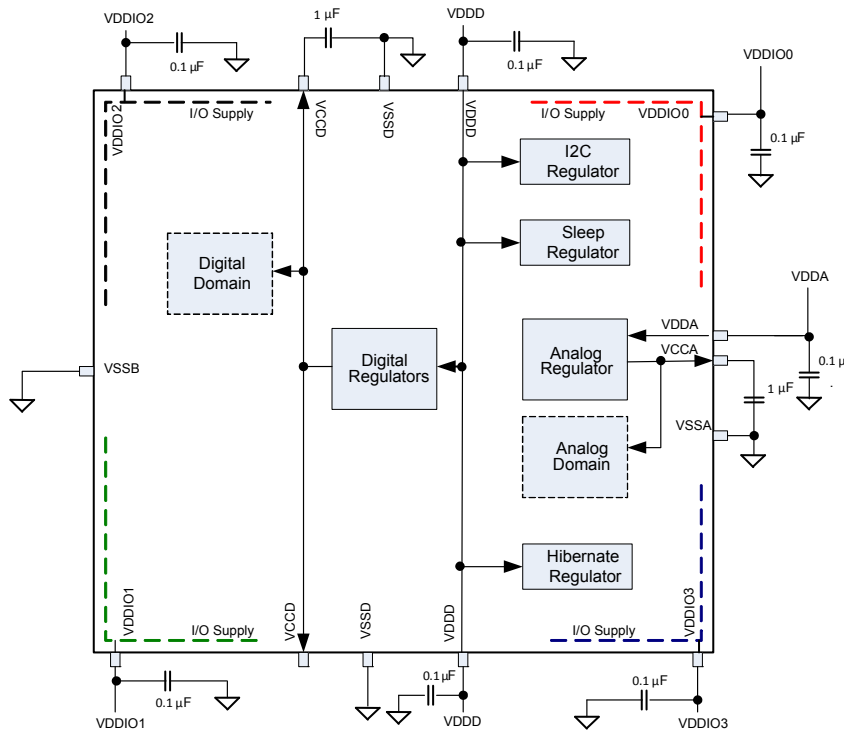 VDDIO2
1 µF
VDDD
VDDIO0
0.1 µF
0.1 µF
0.1 µF
VDDIO2
I/O Supply
VCCD
VSSD
VDDD
I/O Supply
VDDIO0
I2C
Regulator
Sleep
Regulator
Digital
Domain
VDDA
VDDA
VSSB
Digital
Regulators
Analog
Regulator
VCCA
0.1 µ
1 µF
.
VSSA
Analog
Domain
Hibernate
Regulator
VDDIO1
I/O Supply
VCCD
VSSD
VDDD
I/O Supply
VDDIO3
0.1 µF
0.1 µF
0.1 µF
VDDIO1
VDDD
VDDIO3